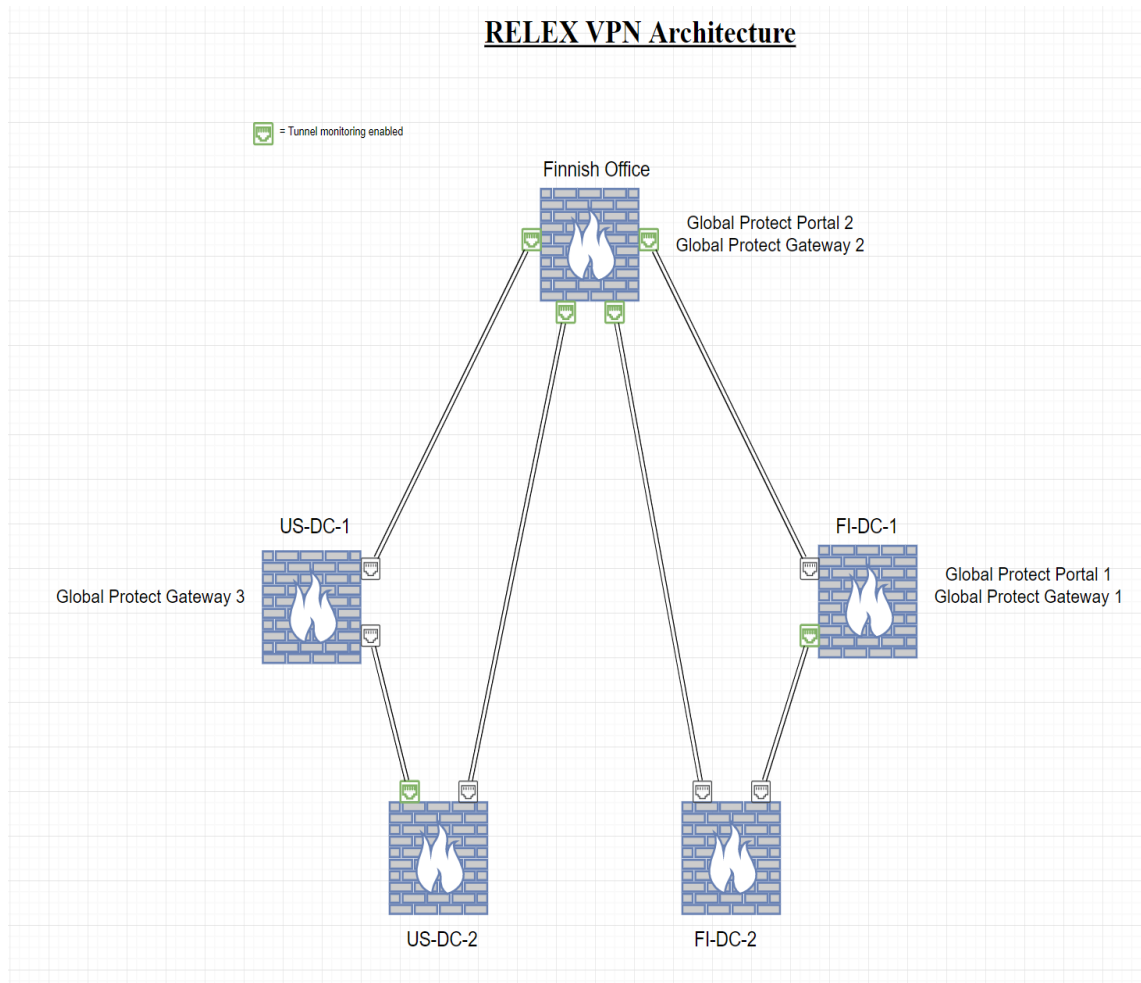 RELEX VPN Architecture
= Tunnel monitoring enabled
Finnish Office
Global Protect Portal 2
Global Protect Gateway 2
US-DC-1
FI-DC-1
Global Protect Gateway 3
Global Protect Portal 1
Global Protect Gateway 1
US-DC-2
FI-DC-2